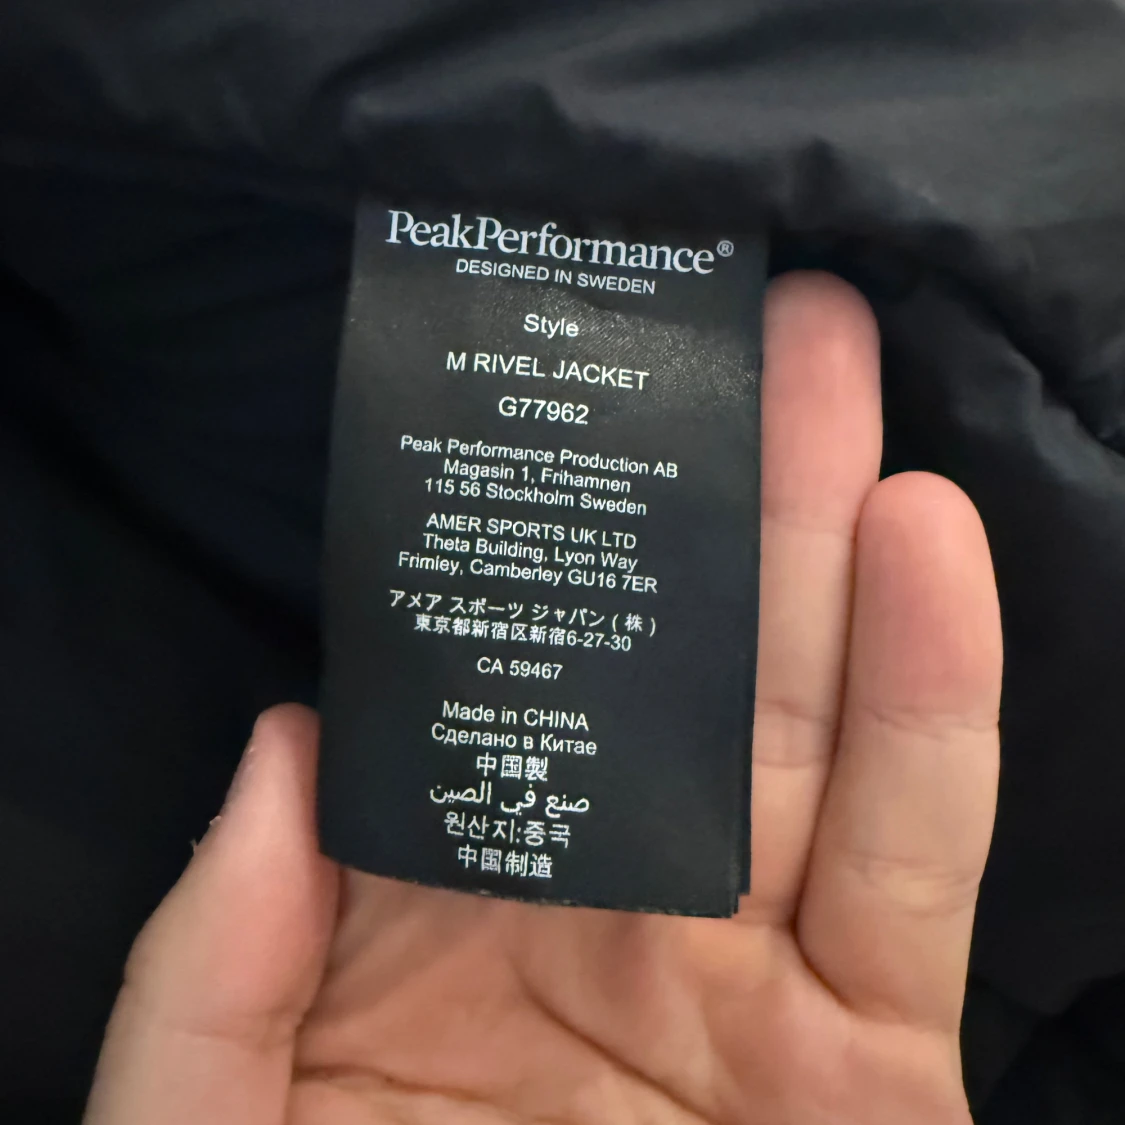 PeakPerformance®
DESIGNED IN SWEDEN
Style
M RIVEL JACKET
G77962
Peak Performance Production AB
Magasin 1, Frihamnen
115 56 Stockholm Sweden
AMER SPORTS UK LTD
Theta Building, Lyon Way
Frimley, Camberley GU16 7ER
アメア スポーツ ジャパン ( 株 )
東京都新宿区新宿6-27-30
CA 59467
Made in CHINA
Сделано в Китае
中国製
صنع في الصين
원산지:중국
中国制造